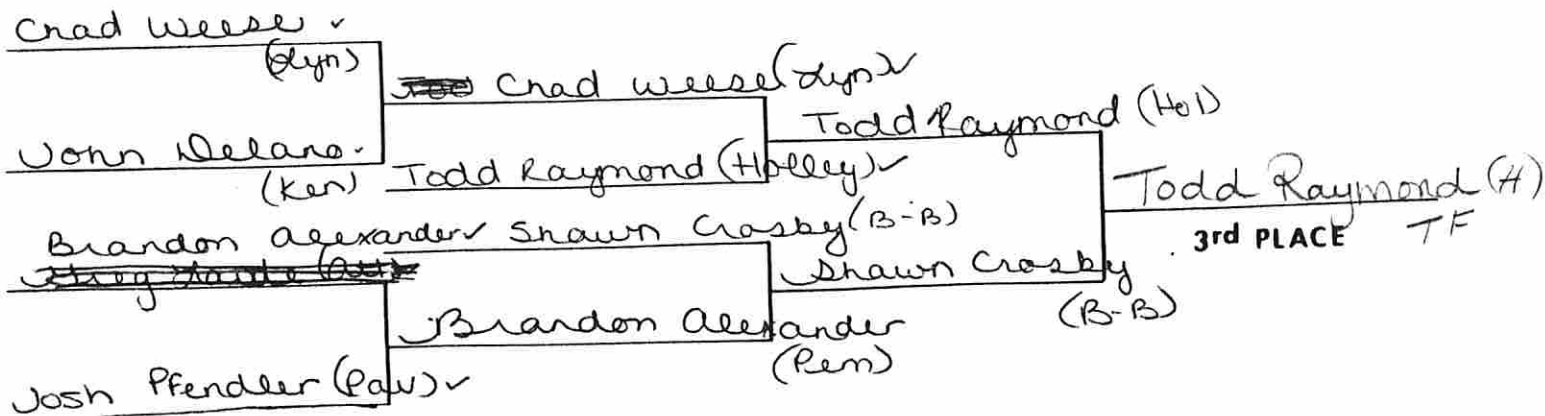 Chad Weese ✓
(Lyn)
Chad Weese (Lyn) ✓
Todd Raymond (Hol)
John Delano.
(Ken)
Todd Raymond (Holley) ✓
Todd Raymond (H)
3rd PLACE TF
Brandon Alexander ✓
Shawn Crosby (B-B)
Shawn Crosby
(B-B)
Brandon Alexander
(Pem)
Josh Pfendler (Pav) ✓